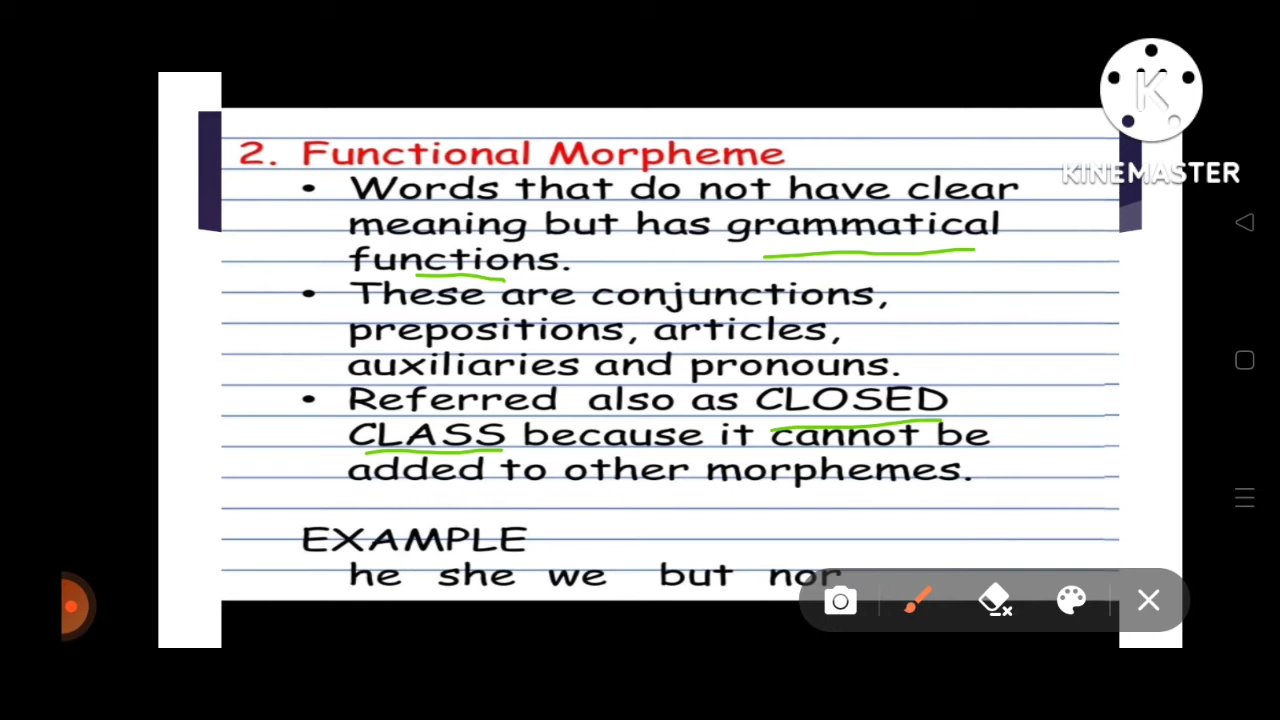 K
KINEMASTER
2. Functional Morpheme
• Words that do not have clear
meaning but has grammatical
functions.
• These are conjunctions,
prepositions, articles,
auxiliaries and pronouns.
• Referred also as CLOSED
CLASS because it cannot be
added to other morphemes.
EXAMPLE
he she we but nor